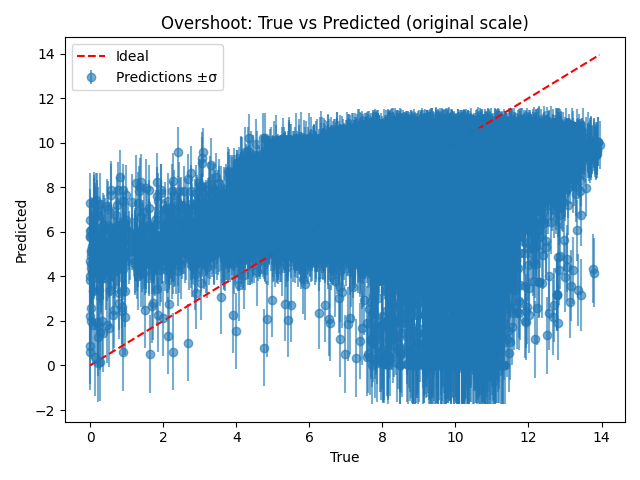 Overshoot: True vs Predicted (original scale)
Ideal
Predictions ±σ
Predicted
14
12
10
8
6
4
2
0
−2
0 2 4 6 8 10 12 14
True